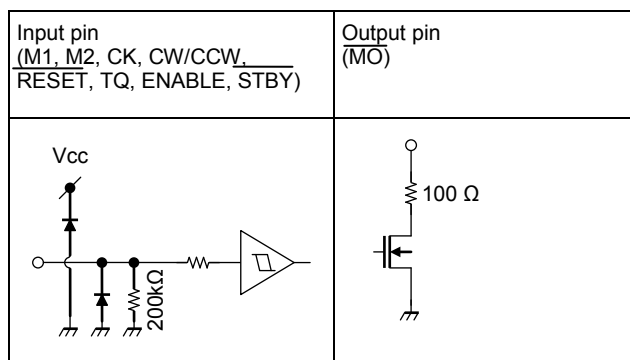 Input pin
(M1, M2, CK, CW/CCW,
RESET, TQ, ENABLE, STBY)
Output pin
(MO)
Vcc
200kΩ
100 Ω